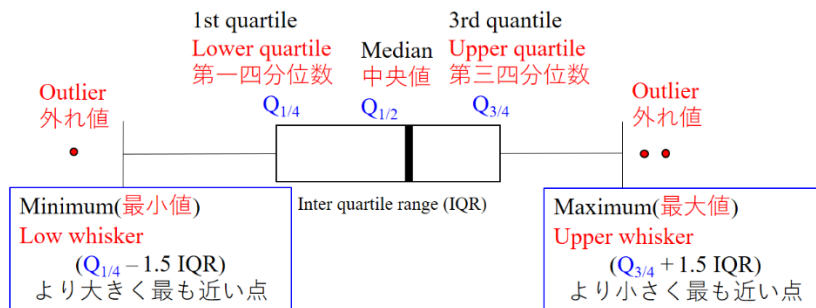 1st quartile
Lower quartile
第一四分位数
Q1/4
Median
中央値
Q1/2
3rd quantile
Upper quartile
第三四分位数
Q3/4
Outlier
外れ値
Outlier
外れ値
Minimum(最小値)
Low whisker
(Q1/4 – 1.5 IQR)
より大きく最も近い点
Inter quartile range (IQR)
Maximum(最大値)
Upper whisker
(Q3/4 + 1.5 IQR)
より小さく最も近い点